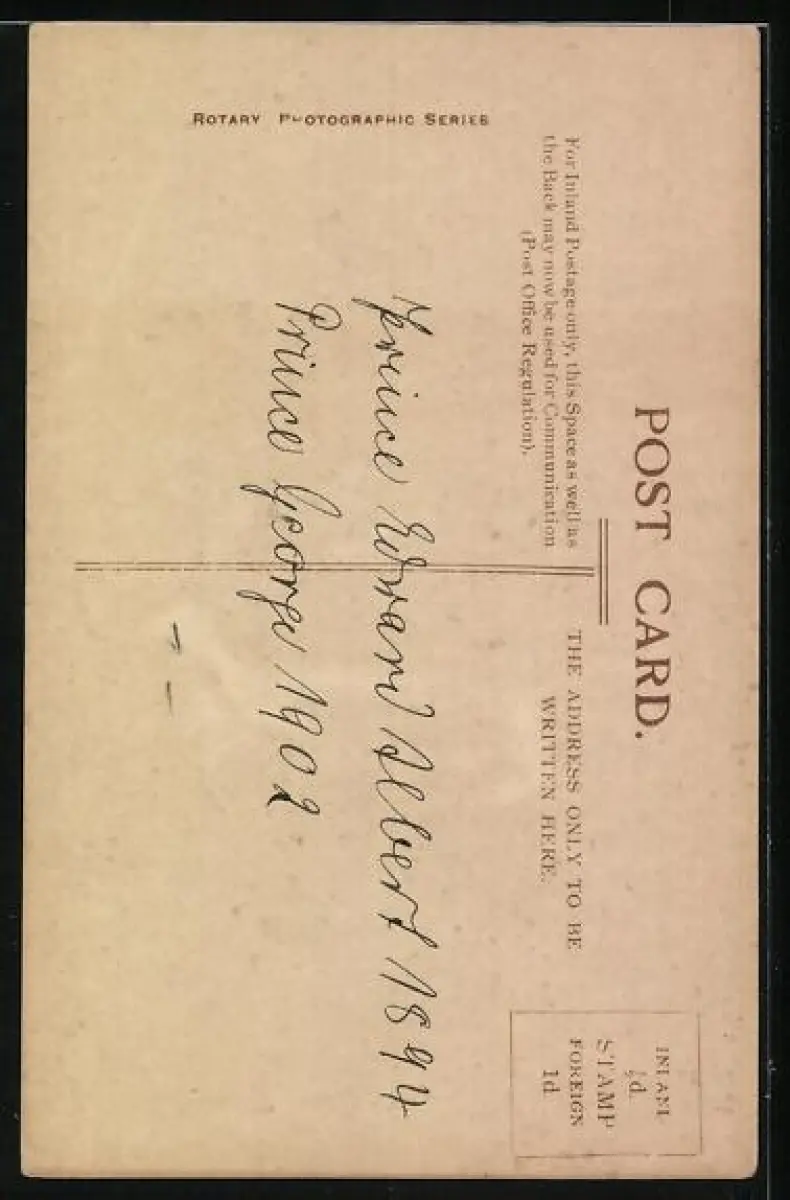 POST CARD.
For Inland Postage only, this Space as well as
the Back may now be used for Communication
(Post Office Regulation).
THE ADDRESS ONLY TO BE
WRITTEN HERE.
INLAND
½d.
STAMP
FOREIGN
1d
Prince Edward Albert 1894
Prince George 1902
ROTARY PHOTOGRAPHIC SERIES